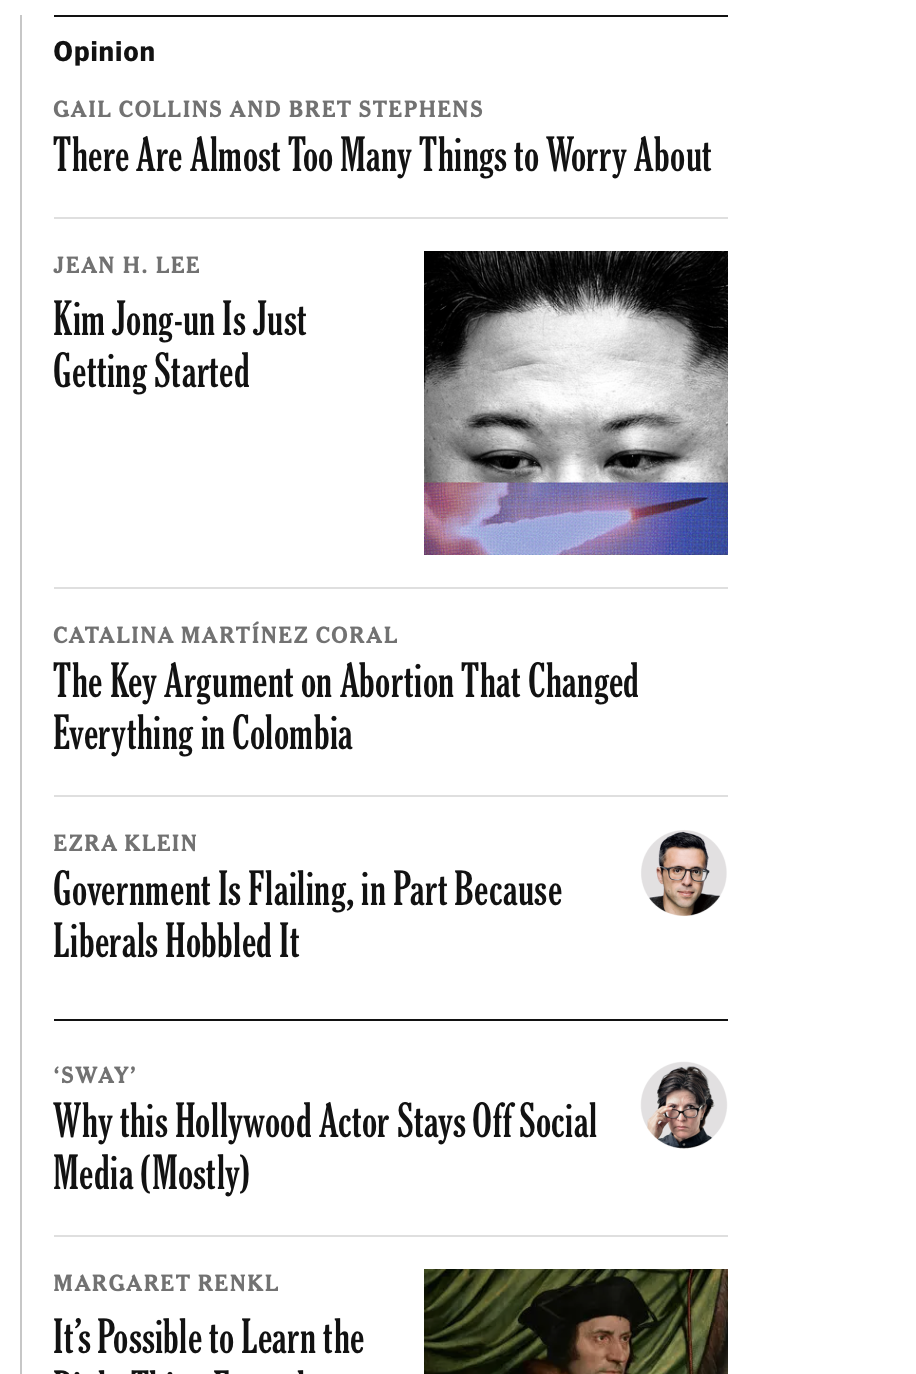 Opinion
GAIL COLLINS AND BRET STEPHENS
There Are Almost Too Many Things to Worry About
JEAN H. LEE
Kim Jong-un Is Just
Getting Started
CATALINA MARTÍNEZ CORAL
The Key Argument on Abortion That Changed
Everything in Colombia
EZRA KLEIN
Government Is Flailing, in Part Because
Liberals Hobbled It
‘SWAY’
Why this Hollywood Actor Stays Off Social
Media (Mostly)
MARGARET RENKL
It’s Possible to Learn the